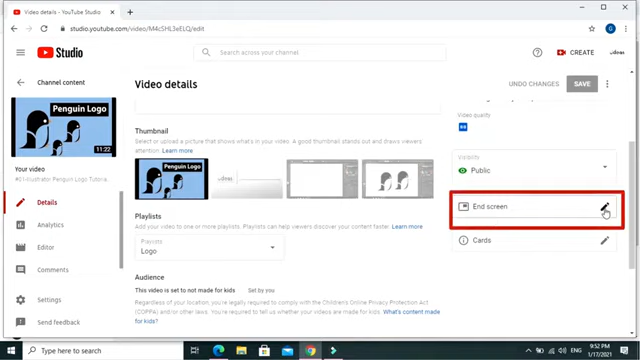 Video details - YouTube Studio
studio.youtube.com/video/M4cSHL3eELQ/edit
Studio
Search across your channel
CREATE
Channel content
Video details
UNDO CHANGES
SAVE
Penguin Logo
11:22
Your video
#01-Illustrator Penguin Logo Tutoria
Details
Analytics
Editor
Comments
Settings
Send feedback
Thumbnail
Select or upload a picture that shows what's in your video. A good thumbnail stands out and draws viewers'
attention. Learn more
Penguin Logo
Playlists
Add your video to one or more playlists. Playlists can help viewers discover your content faster. Learn more
Playlists
Logo
Audience
This video is set to not made for kids Set by you
Regardless of your location, you're legally required to comply with the Children's Online Privacy Protection Act
(COPPA) and/or other laws. You're required to tell us whether your videos are made for kids. What's content made
for kids?
Video quality
HD
Visibility
Public
End screen
Cards
Type here to search
ENG
9:52 PM
1/17/2021